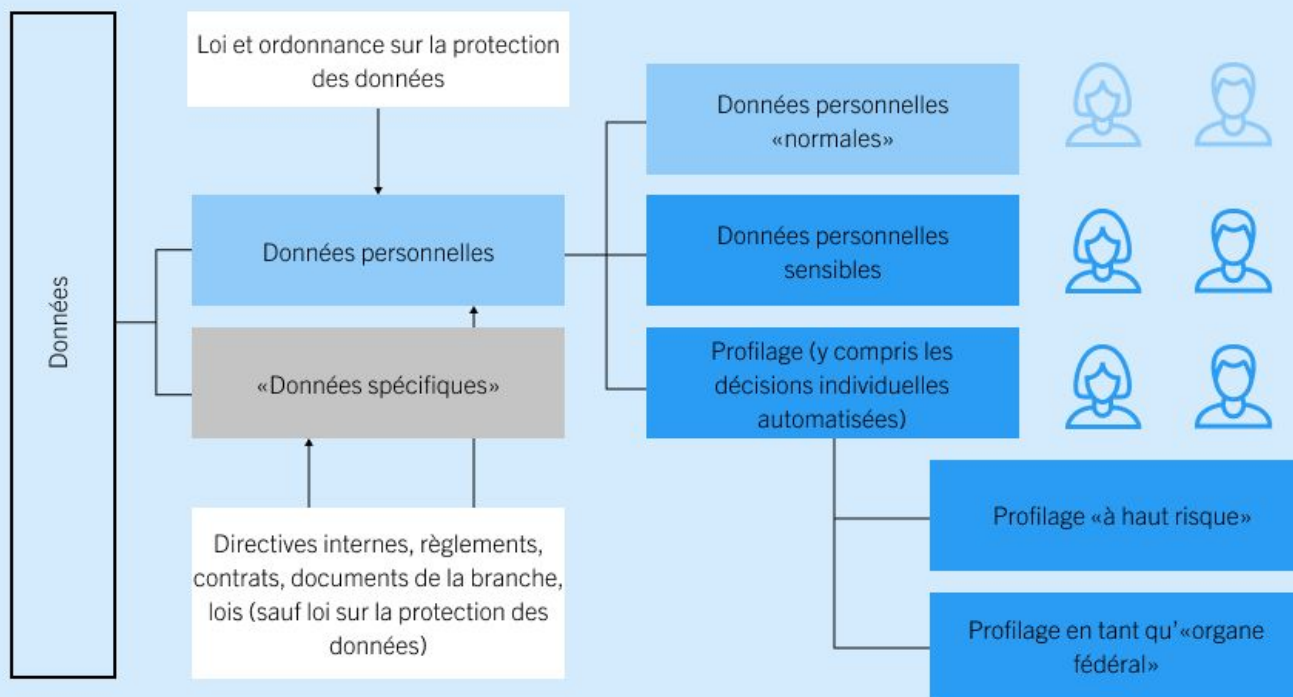 Données
Loi et ordonnance sur la protection
des données
Données personnelles
«Données spécifiques»
Directives internes, règlements,
contrats, documents de la branche,
lois (sauf loi sur la protection des
données)
Données personnelles
«normales»
Données personnelles
sensibles
Profilage (y compris les
décisions individuelles
automatisées)
Profilage «à haut risque»
Profilage en tant qu’«organe
fédéral»